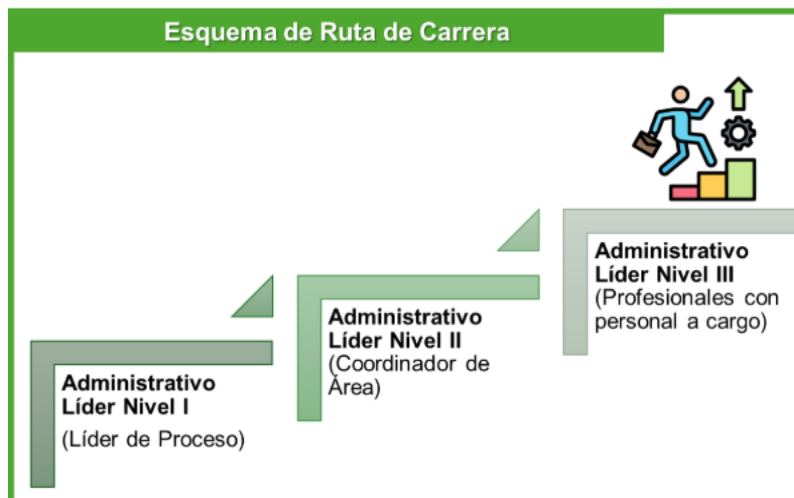 Esquema de Ruta de Carrera
Administrativo
Líder Nivel III
(Profesionales con
personal a cargo)
Administrativo
Líder Nivel II
(Coordinador de
Área)
Administrativo
Líder Nivel I
(Líder de Proceso)